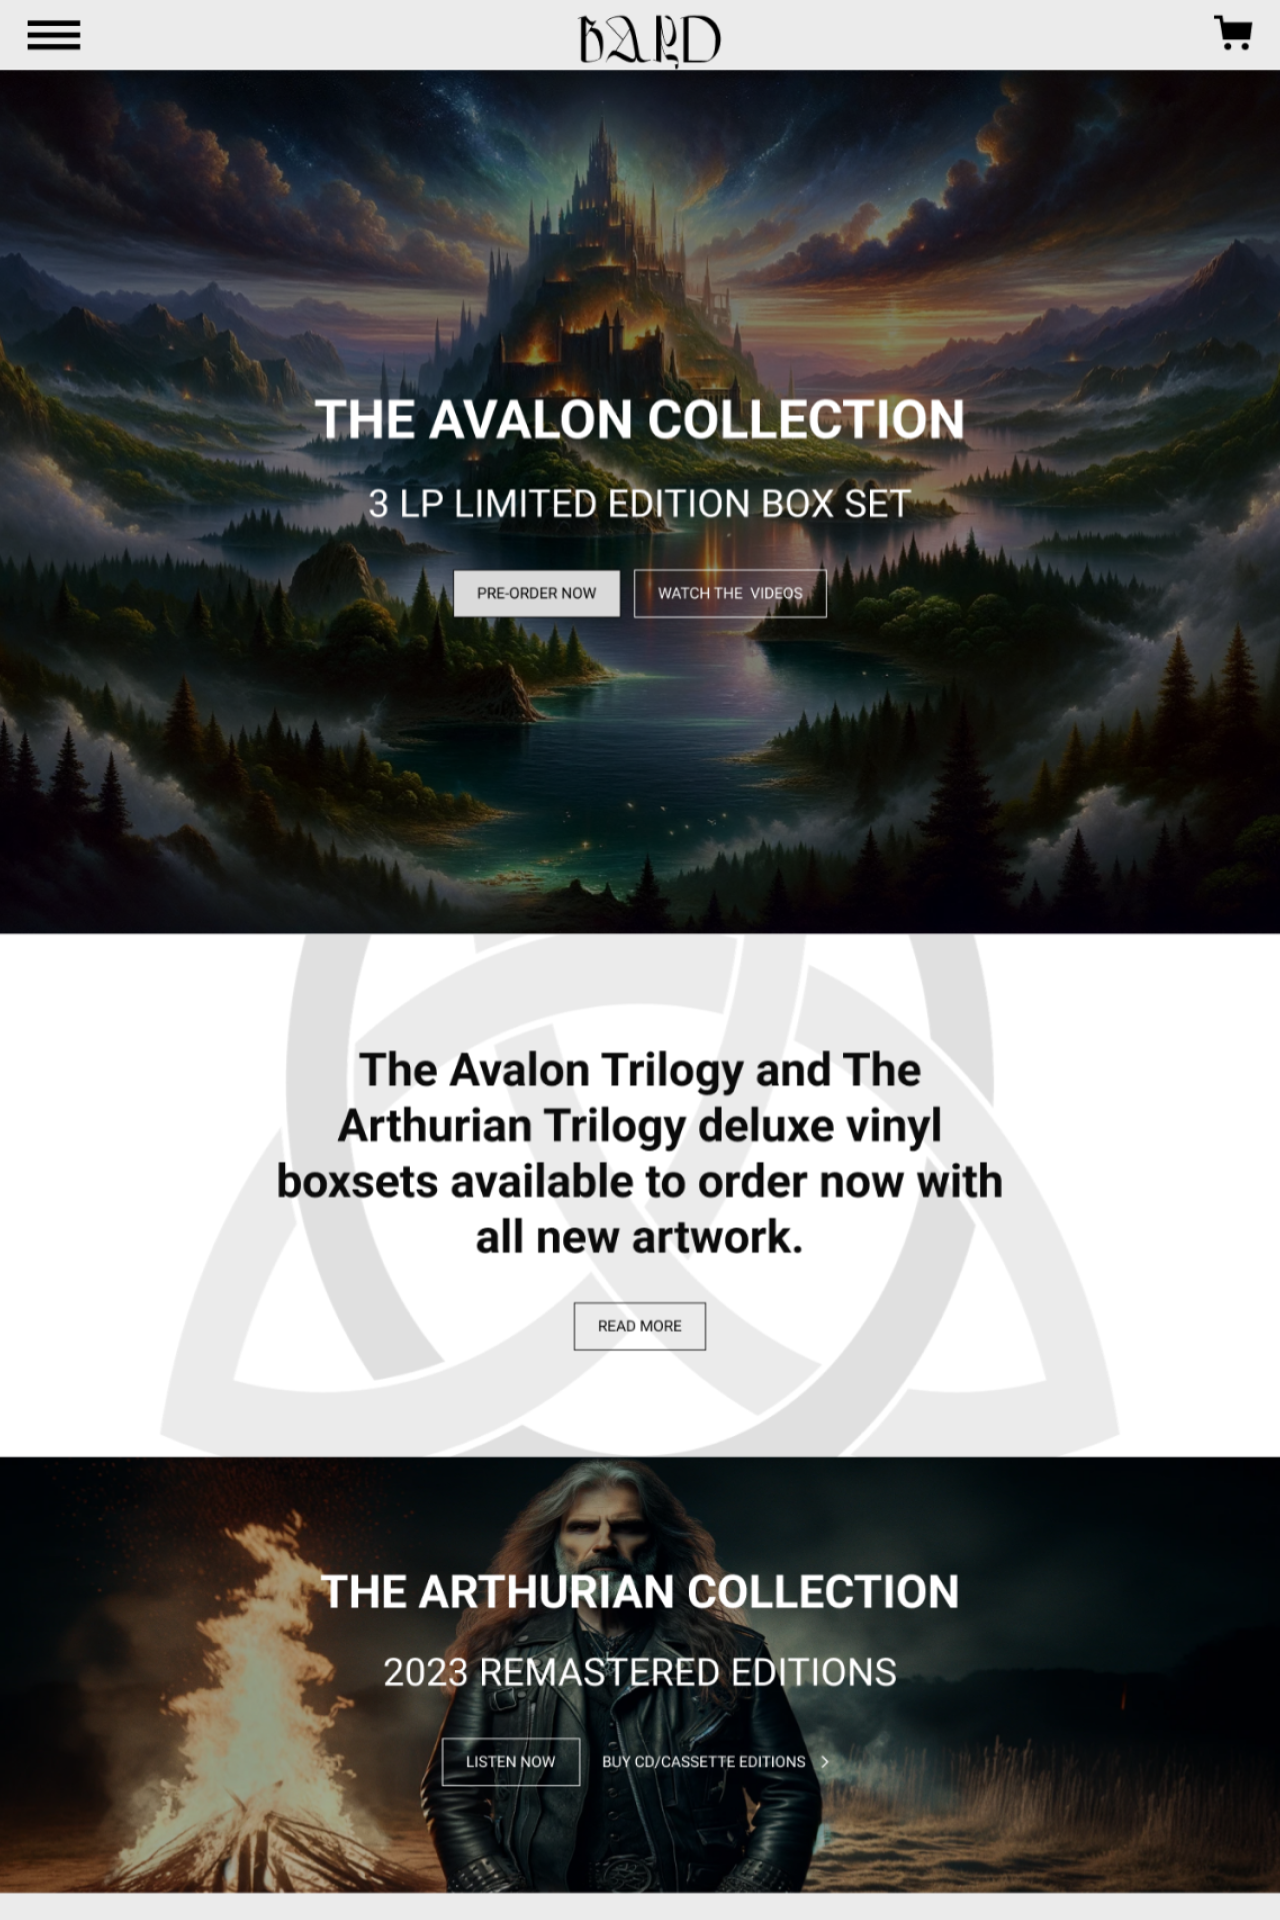 BARD
THE AVALON COLLECTION
3 LP LIMITED EDITION BOX SET
PRE-ORDER NOW
WATCH THE VIDEOS
The Avalon Trilogy and The
Arthurian Trilogy deluxe vinyl
boxsets available to order now with
all new artwork.
READ MORE
THE ARTHURIAN COLLECTION
2023 REMASTERED EDITIONS
LISTEN NOW
BUY CD/CASSETTE EDITIONS